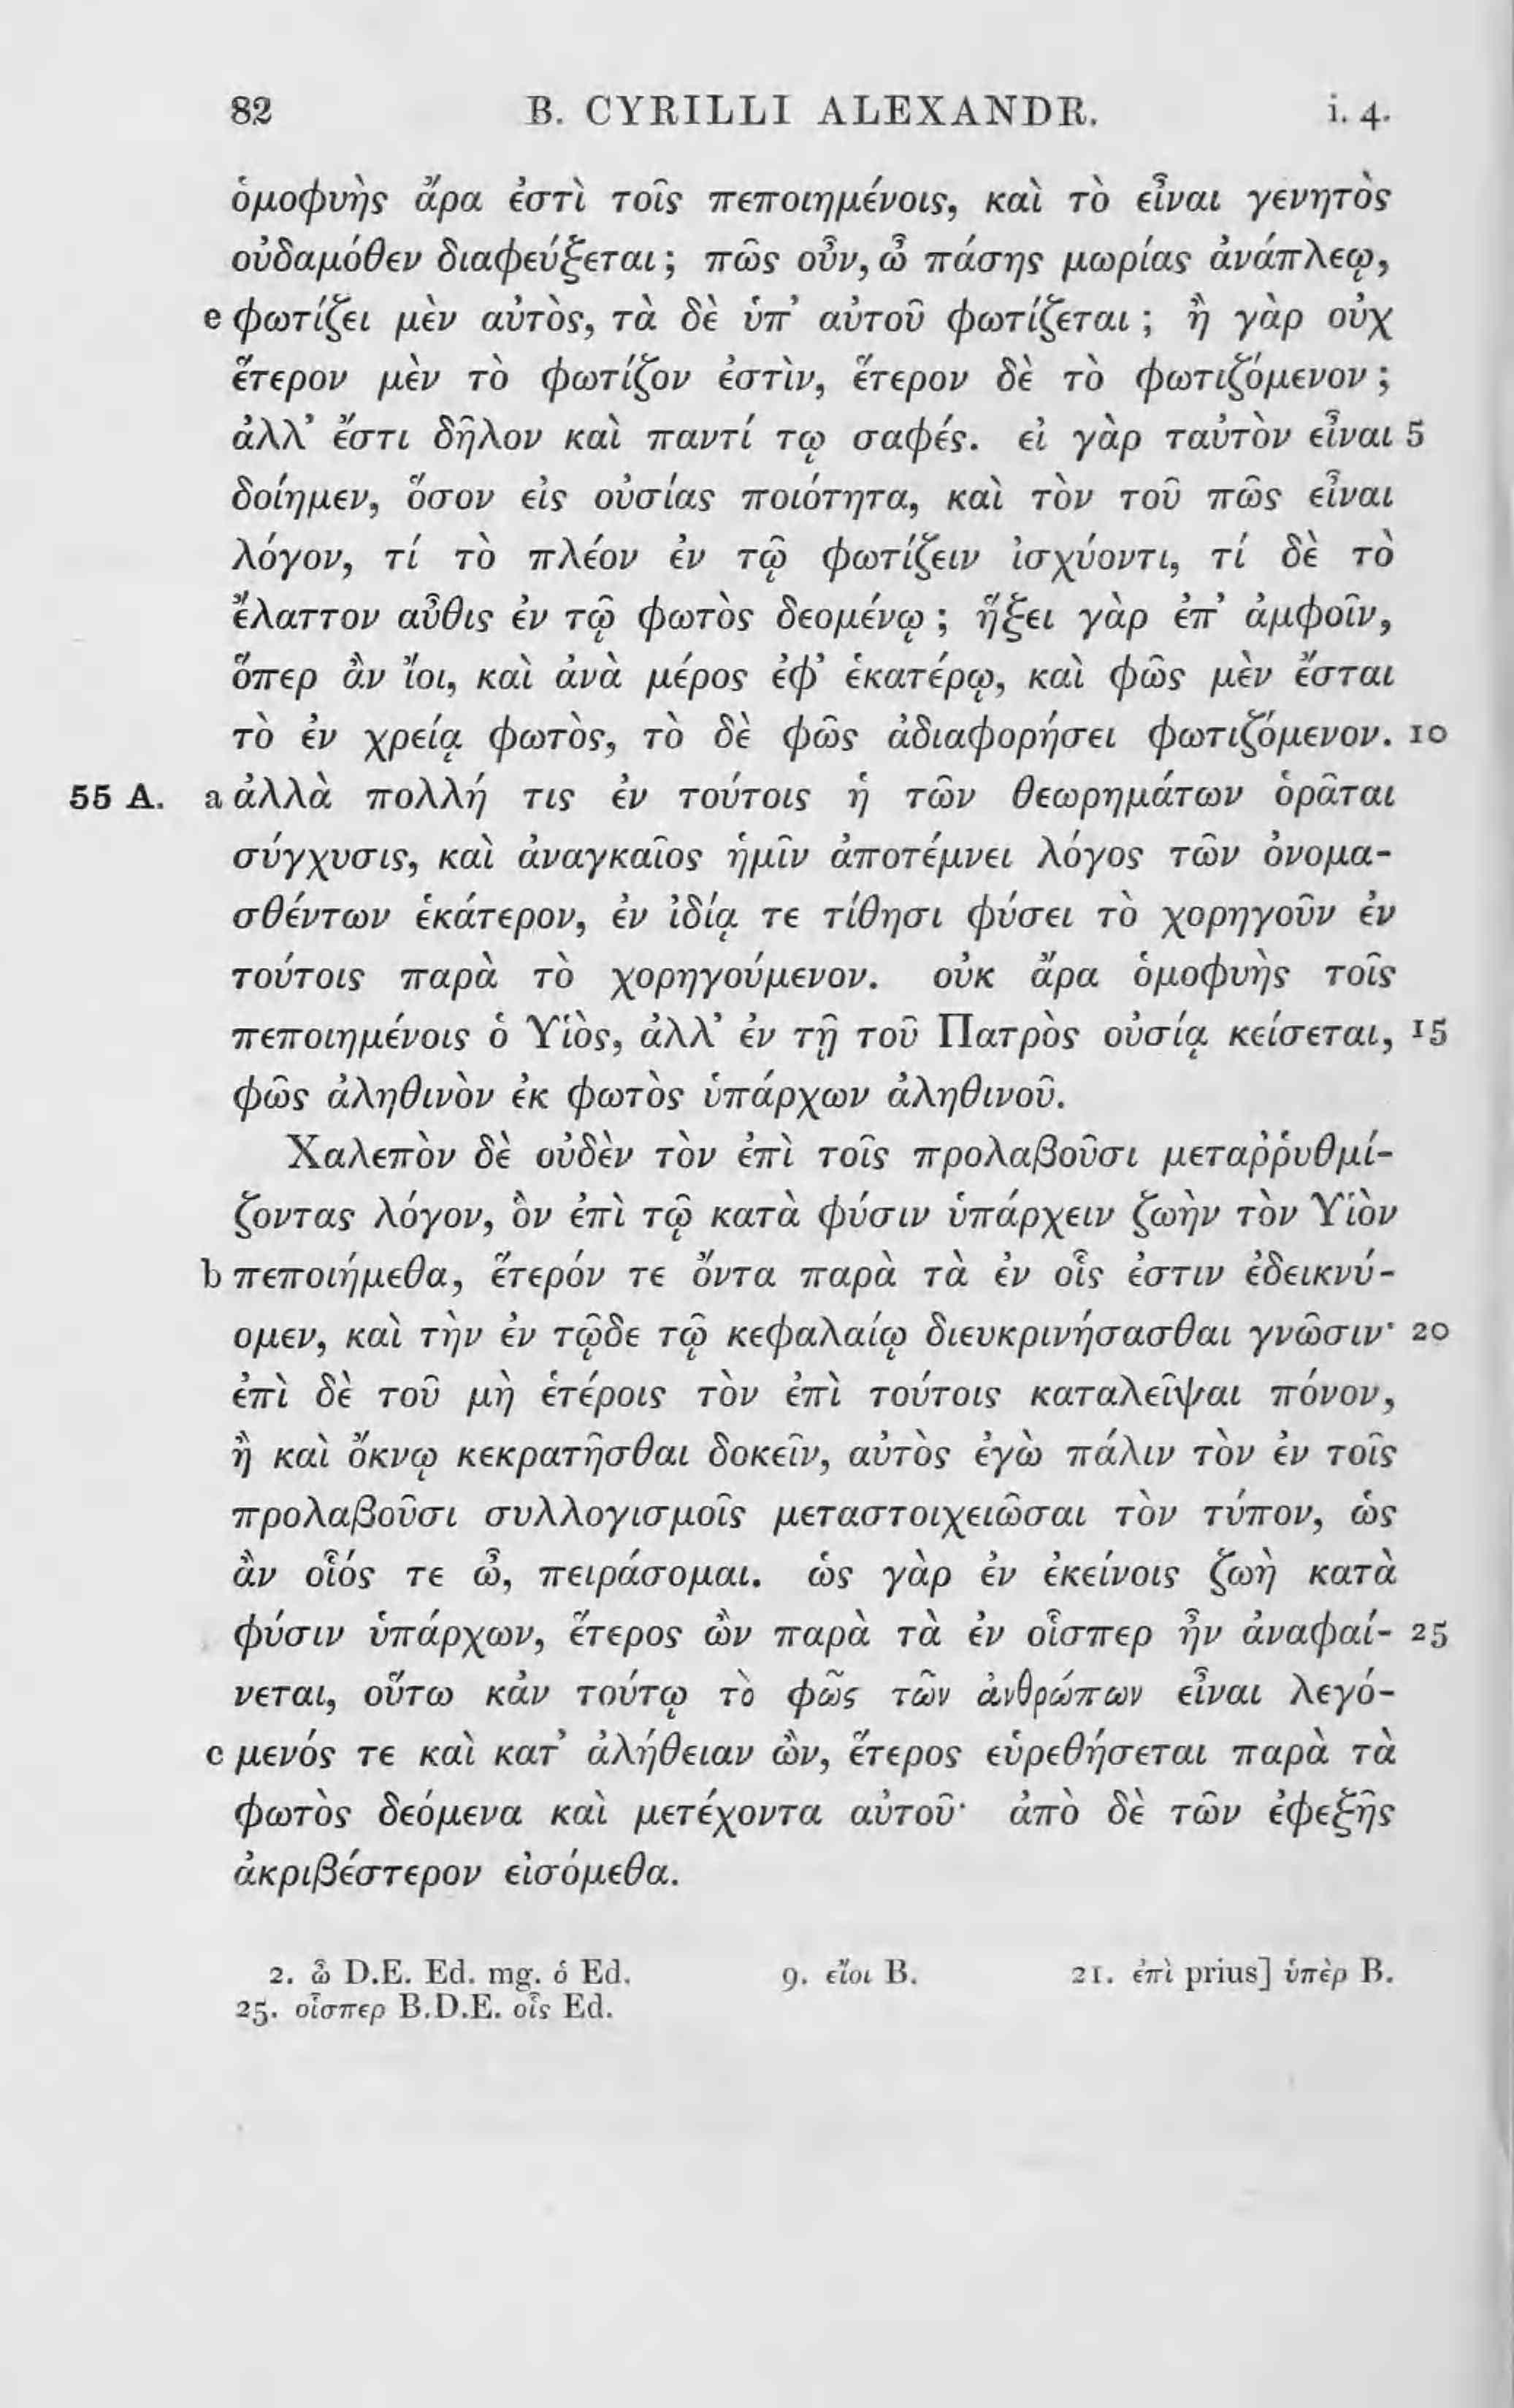 82 B. CYRILLI ALEXANDR. i. 4.
ὁμοφυὴς ἄρα ἐστὶ τοῖς πεποιημένοις, καὶ τὸ εἶναι γενητὸς
οὐδαμόθεν διαφεύξεται; πῶς οὖν, ὦ πάσης μωρίας ἀνάπλεῳ,
e φωτίζει μὲν αὐτὸς, τὰ δὲ ὑπ’ αὐτοῦ φωτίζεται; ἢ γὰρ οὐχ
ἕτερον μὲν τὸ φωτίζον ἐστὶν, ἕτερον δὲ τὸ φωτιζόμενον;
ἀλλ’ ἔστι δῆλον καὶ παντί τῳ σαφές. εἰ γὰρ ταὐτὸν εἶναι 5
δοίημεν, ὅσον εἰς οὐσίας ποιότητα, καὶ τὸν τοῦ πῶς εἶναι
λόγον, τί τὸ πλέον ἐν τῷ φωτίζειν ἰσχύοντι, τί δὲ τὸ
ἔλαττον αὖθις ἐν τῷ φωτὸς δεομένῳ; ἥξει γὰρ ἐπ’ ἀμφοῖν,
ὅπερ ἂν ἴοι, καὶ ἀνὰ μέρος ἐφ’ ἑκατέρῳ, καὶ φῶς μὲν ἔσται
τὸ ἐν χρείᾳ φωτὸς, τὸ δὲ φῶς ἀδιαφορήσει φωτιζόμενον. 10
55 A. a ἀλλὰ πολλή τις ἐν τούτοις ἡ τῶν θεωρημάτων ὁρᾶται
σύγχυσις, καὶ ἀναγκαῖος ἡμῖν ἀποτέμνει λόγος τῶν ὀνομα-
σθέντων ἑκάτερον, ἐν ἰδίᾳ τε τίθησι φύσει τὸ χορηγοῦν ἐν
τούτοις παρὰ τὸ χορηγούμενον. οὐκ ἄρα ὁμοφυὴς τοῖς
πεποιημένοις ὁ Υἱὸς, ἀλλ’ ἐν τῇ τοῦ Πατρὸς οὐσίᾳ κείσεται, 15
φῶς ἀληθινὸν ἐκ φωτὸς ὑπάρχων ἀληθινοῦ.
Χαλεπὸν δὲ οὐδὲν τὸν ἐπὶ τοῖς προλαβοῦσι μεταῤῥυθμί-
ζοντας λόγον, ὃν ἐπὶ τῷ κατὰ φύσιν ὑπάρχειν ζωὴν τὸν Υἱὸν
b πεποιήμεθα, ἕτερόν τε ὄντα παρὰ τὰ ἐν οἷς ἐστιν ἐδεικνύ-
ομεν, καὶ τὴν ἐν τῷδε τῷ κεφαλαίῳ διευκρινήσασθαι γνῶσιν· 20
ἐπὶ δὲ τοῦ μὴ ἑτέροις τὸν ἐπὶ τούτοις καταλεῖψαι πόνον,
ἢ καὶ ὄκνῳ κεκρατῆσθαι δοκεῖν, αὐτὸς ἐγὼ πάλιν τὸν ἐν τοῖς
προλαβοῦσι συλλογισμοῖς μεταστοιχειῶσαι τὸν τύπον, ὡς
ἂν οἷός τε ὦ, πειράσομαι. ὡς γὰρ ἐν ἐκείνοις ζωὴ κατὰ
φύσιν ὑπάρχων, ἕτερος ὢν παρὰ τὰ ἐν οἷσπερ ἦν ἀναφαί- 25
νεται, οὕτω κἀν τούτῳ τὸ φῶς τῶν ἀνθρώπων εἶναι λεγό-
c μενός τε καὶ κατ’ ἀλήθειαν ὢν, ἕτερος εὑρεθήσεται παρὰ τὰ
φωτὸς δεόμενα καὶ μετέχοντα αὐτοῦ· ἀπὸ δὲ τῶν ἐφεξῆς
ἀκριβέστερον εἰσόμεθα.
2. ὦ D.E. Ed. mg. ὁ Ed. 9. εἴοι B. 21. ἐπὶ prius] ὑπὲρ B.
25. οἷσπερ B.D.E. οἷς Ed.